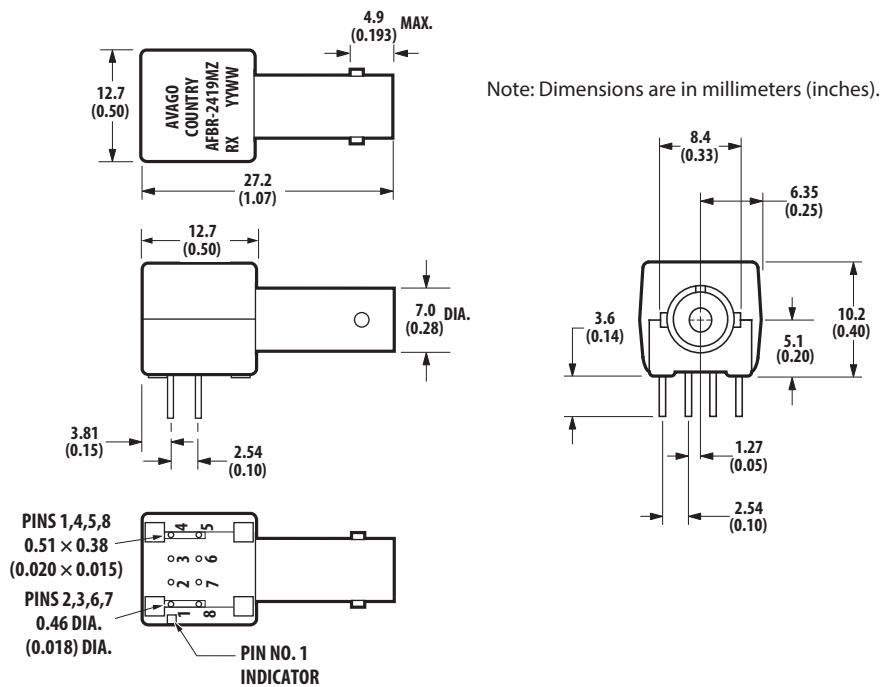 4.9
(0.193) MAX.
12.7
(0.50)
AVAGO
COUNTRY
AFBR-2419MZ
RX YYWW
27.2
(1.07)
Note: Dimensions are in millimeters (inches).
12.7
(0.50)
7.0
(0.28) DIA.
3.81
(0.15)
2.54
(0.10)
8.4
(0.33)
6.35
(0.25)
3.6
(0.14)
10.2
(0.40)
5.1
(0.20)
1.27
(0.05)
2.54
(0.10)
PINS 1,4,5,8
0.51 × 0.38
(0.020 × 0.015)
PINS 2,3,6,7
0.46 DIA.
(0.018) DIA.
4 5
3 6
2 7
1 8
PIN NO. 1
INDICATOR